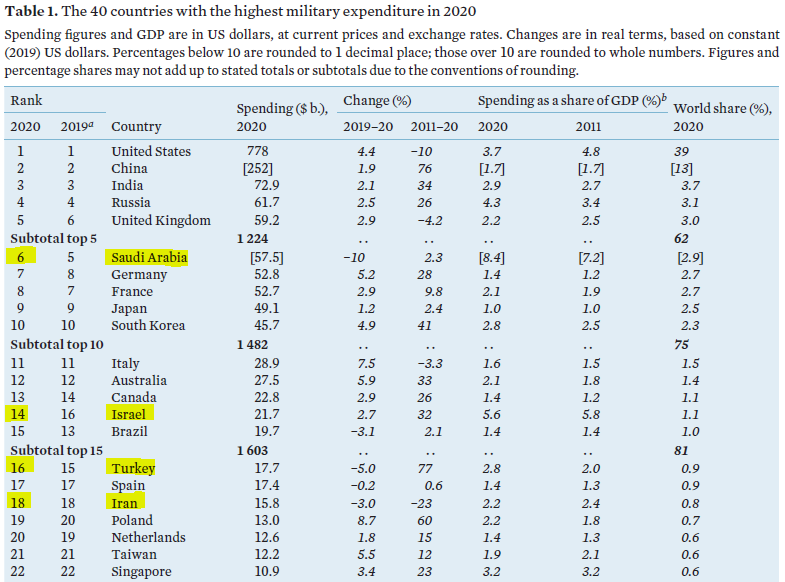 Table 1. The 40 countries with the highest military expenditure in 2020
Spending figures and GDP are in US dollars, at current prices and exchange rates. Changes are in real terms, based on constant
(2019) US dollars. Percentages below 10 are rounded to 1 decimal place; those over 10 are rounded to whole numbers. Figures and
percentage shares may not add up to stated totals or subtotals due to the conventions of rounding.
Rank Spending ($ b.), Change (%) Spending as a share of GDP (%)b World share (%),
2020 2019a Country 2020 2019–20 2011–20 2020 2011 2020
1 1 United States 778 4.4 −10 3.7 4.8 39
2 2 China [252] 1.9 76 [1.7] [1.7] [13]
3 3 India 72.9 2.1 34 2.9 2.7 3.7
4 4 Russia 61.7 2.5 26 4.3 3.4 3.1
5 6 United Kingdom 59.2 2.9 −4.2 2.2 2.5 3.0
Subtotal top 5 1 224 . . . . . . . . 62
6 5 Saudi Arabia [57.5] −10 2.3 [8.4] [7.2] [2.9]
7 8 Germany 52.8 5.2 28 1.4 1.2 2.7
8 7 France 52.7 2.9 9.8 2.1 1.9 2.7
9 9 Japan 49.1 1.2 2.4 1.0 1.0 2.5
10 10 South Korea 45.7 4.9 41 2.8 2.5 2.3
Subtotal top 10 1 482 . . . . . . . . 75
11 11 Italy 28.9 7.5 −3.3 1.6 1.5 1.5
12 12 Australia 27.5 5.9 33 2.1 1.8 1.4
13 14 Canada 22.8 2.9 26 1.4 1.2 1.1
14 16 Israel 21.7 2.7 32 5.6 5.8 1.1
15 13 Brazil 19.7 −3.1 2.1 1.4 1.4 1.0
Subtotal top 15 1 603 . . . . . . . . 81
16 15 Turkey 17.7 −5.0 77 2.8 2.0 0.9
17 17 Spain 17.4 −0.2 0.6 1.4 1.3 0.9
18 18 Iran 15.8 −3.0 −23 2.2 2.4 0.8
19 20 Poland 13.0 8.7 60 2.2 1.8 0.7
20 19 Netherlands 12.6 1.8 15 1.4 1.3 0.6
21 21 Taiwan 12.2 5.5 12 1.9 2.1 0.6
22 22 Singapore 10.9 3.4 23 3.2 3.2 0.6